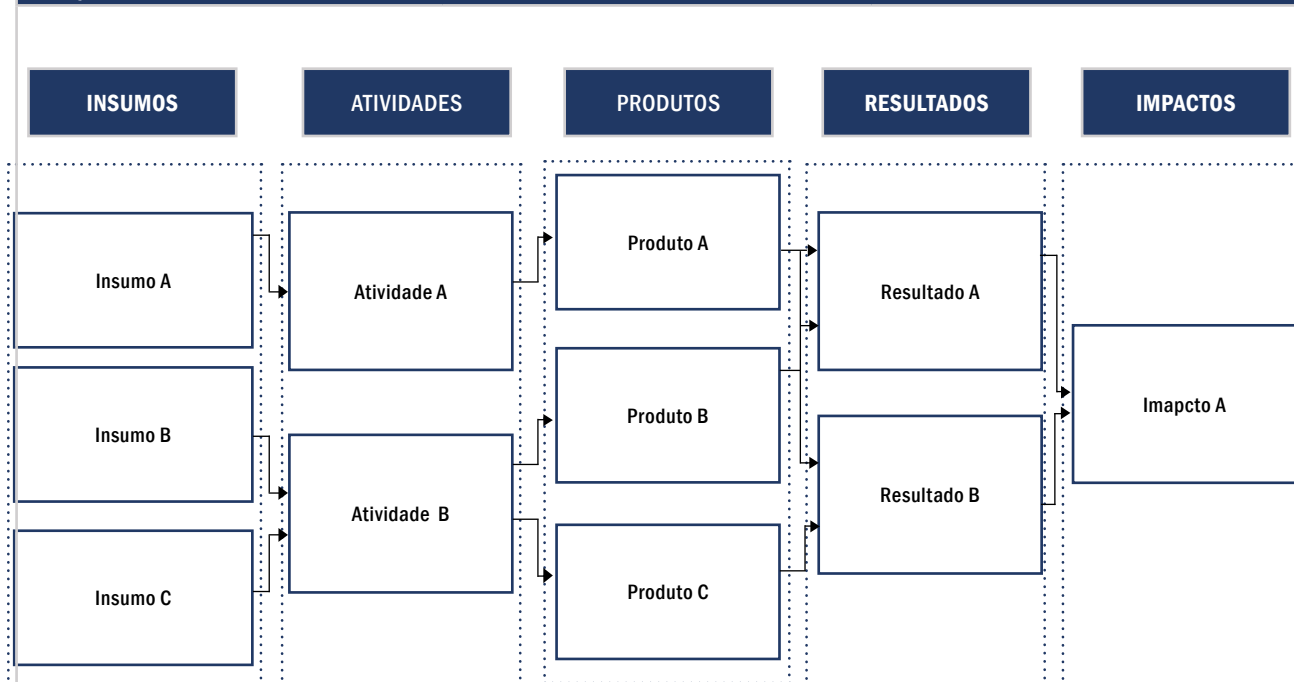 INSUMOS
ATIVIDADES
PRODUTOS
RESULTADOS
IMPACTOS
Insumo A
Insumo B
Insumo C
Atividade A
Atividade B
Produto A
Produto B
Produto C
Resultado A
Resultado B
Imapcto A